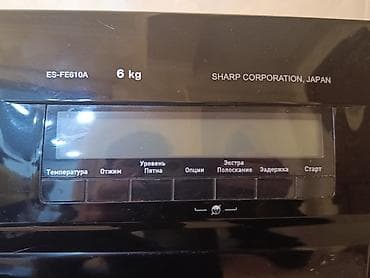 ES-FE610A 6 kg SHARP CORPORATION, JAPAN
Температура Отжим Уровень Пятна Опции Экстра Полоскание Задержка Старт